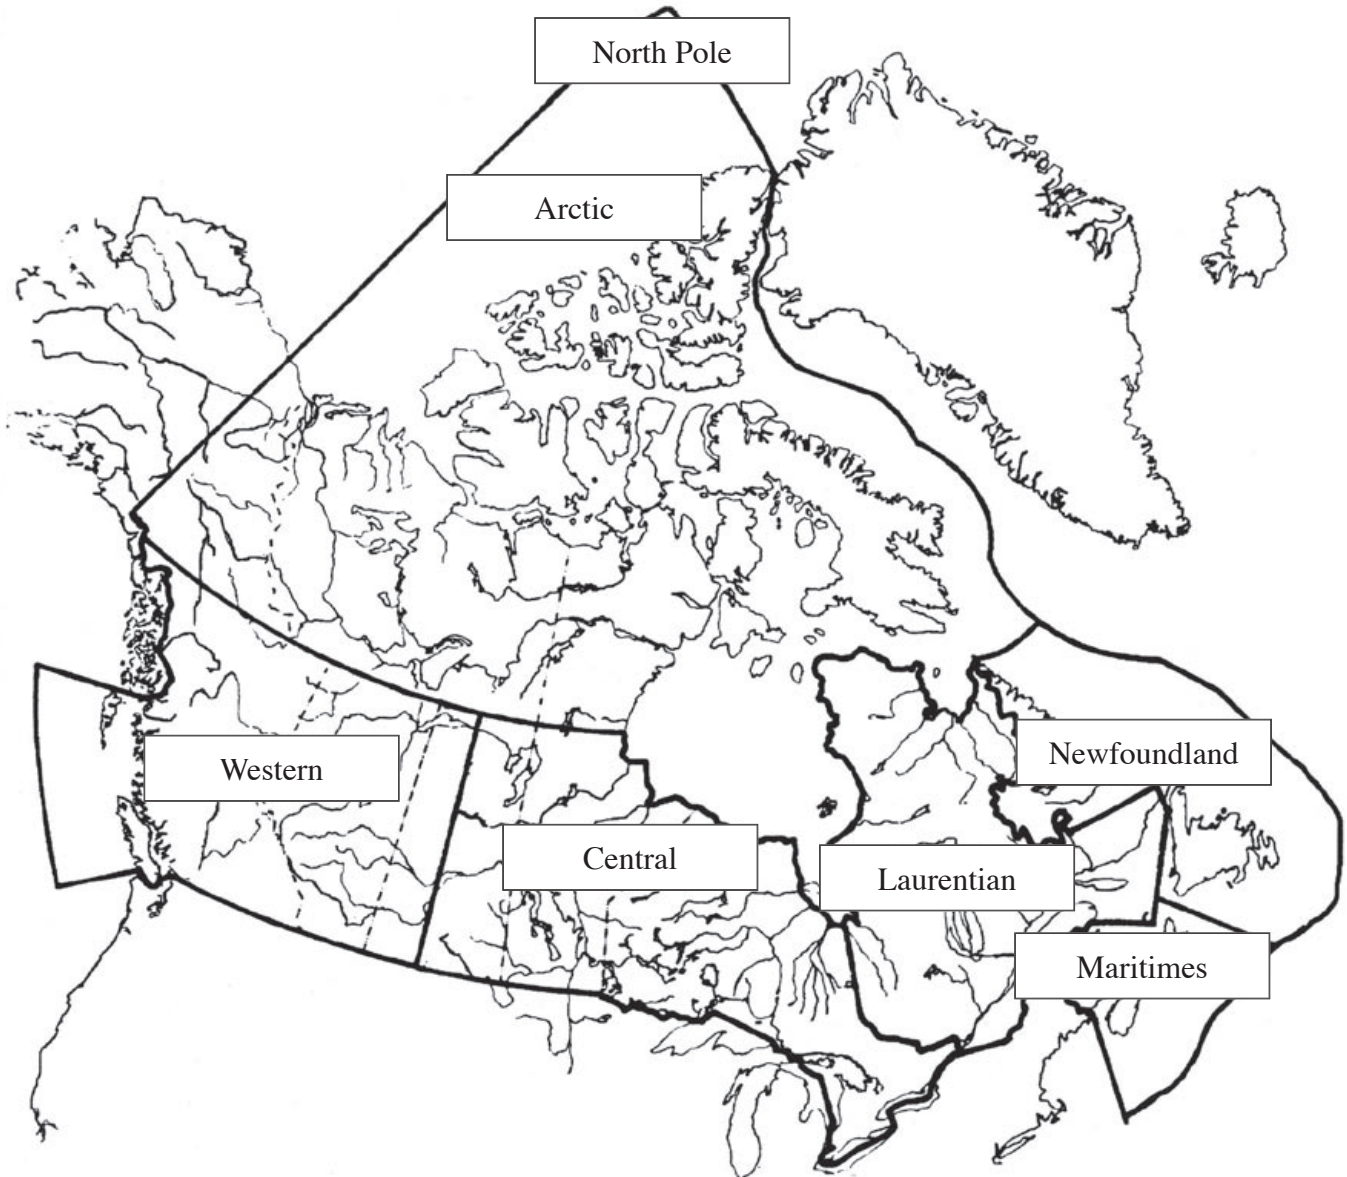 North Pole
Arctic
Newfoundland
Western
Central
Laurentian
Maritimes